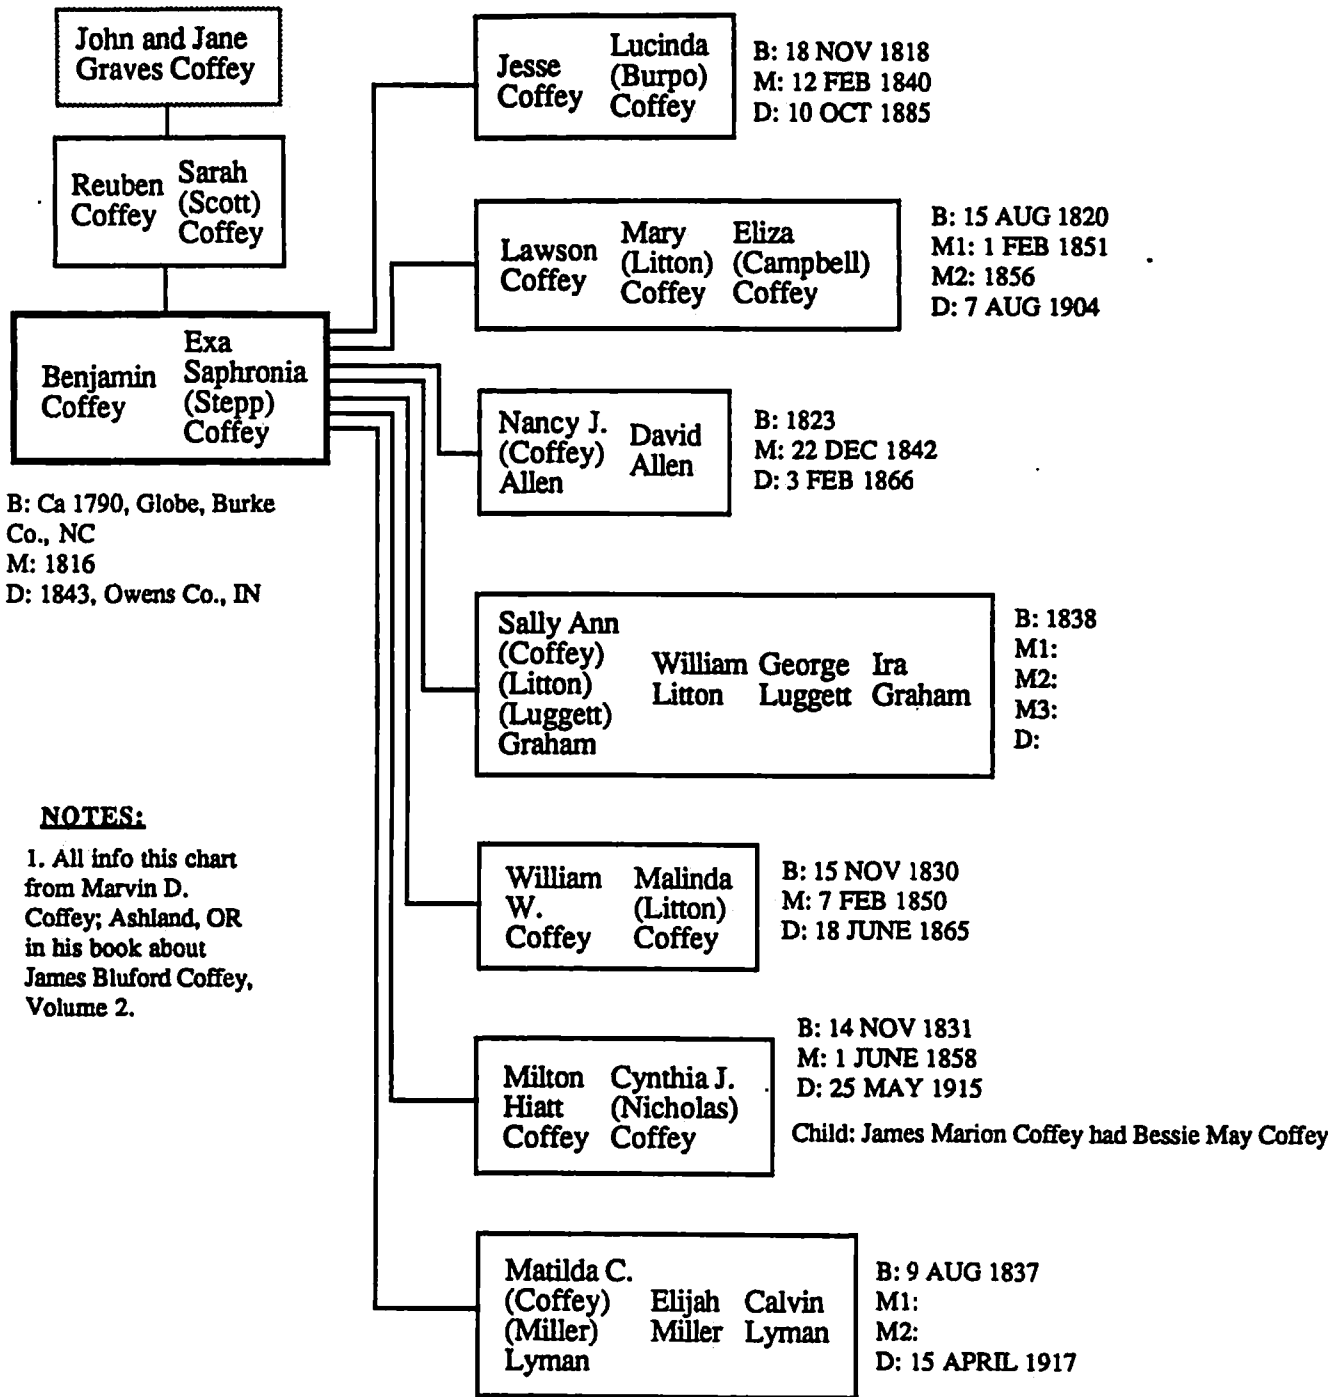 John and Jane
Graves Coffey
Reuben
Coffey
Sarah
(Scott)
Coffey
Benjamin
Coffey
Exa
Saphronia
(Stepp)
Coffey
B: Ca 1790, Globe, Burke
Co., NC
M: 1816
D: 1843, Owens Co., IN
NOTES:
1. All info this chart
from Marvin D.
Coffey; Ashland, OR
in his book about
James Bluford Coffey,
Volume 2.
Jesse
Coffey
Lucinda
(Burpo)
Coffey
B: 18 NOV 1818
M: 12 FEB 1840
D: 10 OCT 1885
Lawson
Coffey
Mary
(Litton)
Coffey
Eliza
(Campbell)
Coffey
B: 15 AUG 1820
M1: 1 FEB 1851
M2: 1856
D: 7 AUG 1904
Nancy J.
(Coffey)
Allen
David
Allen
B: 1823
M: 22 DEC 1842
D: 3 FEB 1866
Sally Ann
(Coffey)
(Litton)
(Luggett)
Graham
William
Litton
George
Luggett
Ira
Graham
B: 1838
M1:
M2:
M3:
D:
William
W.
Coffey
Malinda
(Litton)
Coffey
B: 15 NOV 1830
M: 7 FEB 1850
D: 18 JUNE 1865
Milton
Hiatt
Coffey
Cynthia J.
(Nicholas)
Coffey
B: 14 NOV 1831
M: 1 JUNE 1858
D: 25 MAY 1915
Child: James Marion Coffey had Bessie May Coffey
Matilda C.
(Coffey)
(Miller)
Lyman
Elijah
Miller
Calvin
Lyman
B: 9 AUG 1837
M1:
M2:
D: 15 APRIL 1917